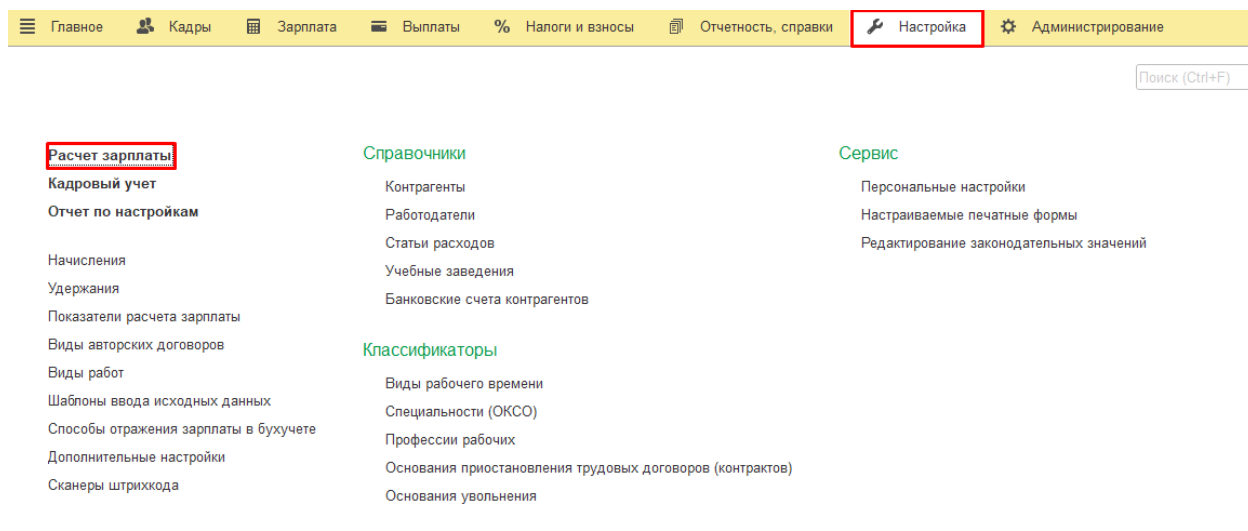 Главное Кадры Зарплата Выплаты % Налоги и взносы Отчетность, справки Настройка Администрирование
Поиск (Ctrl+F)
Расчет зарплаты
Кадровый учет
Отчет по настройкам
Начисления
Удержания
Показатели расчета зарплаты
Виды авторских договоров
Виды работ
Шаблоны ввода исходных данных
Способы отражения зарплаты в бухучете
Дополнительные настройки
Сканеры штрихкода
Справочники
Контрагенты
Работодатели
Статьи расходов
Учебные заведения
Банковские счета контрагентов
Классификаторы
Виды рабочего времени
Специальности (ОКСО)
Профессии рабочих
Основания приостановления трудовых договоров (контрактов)
Основания увольнения
Сервис
Персональные настройки
Настраиваемые печатные формы
Редактирование законодательных значений